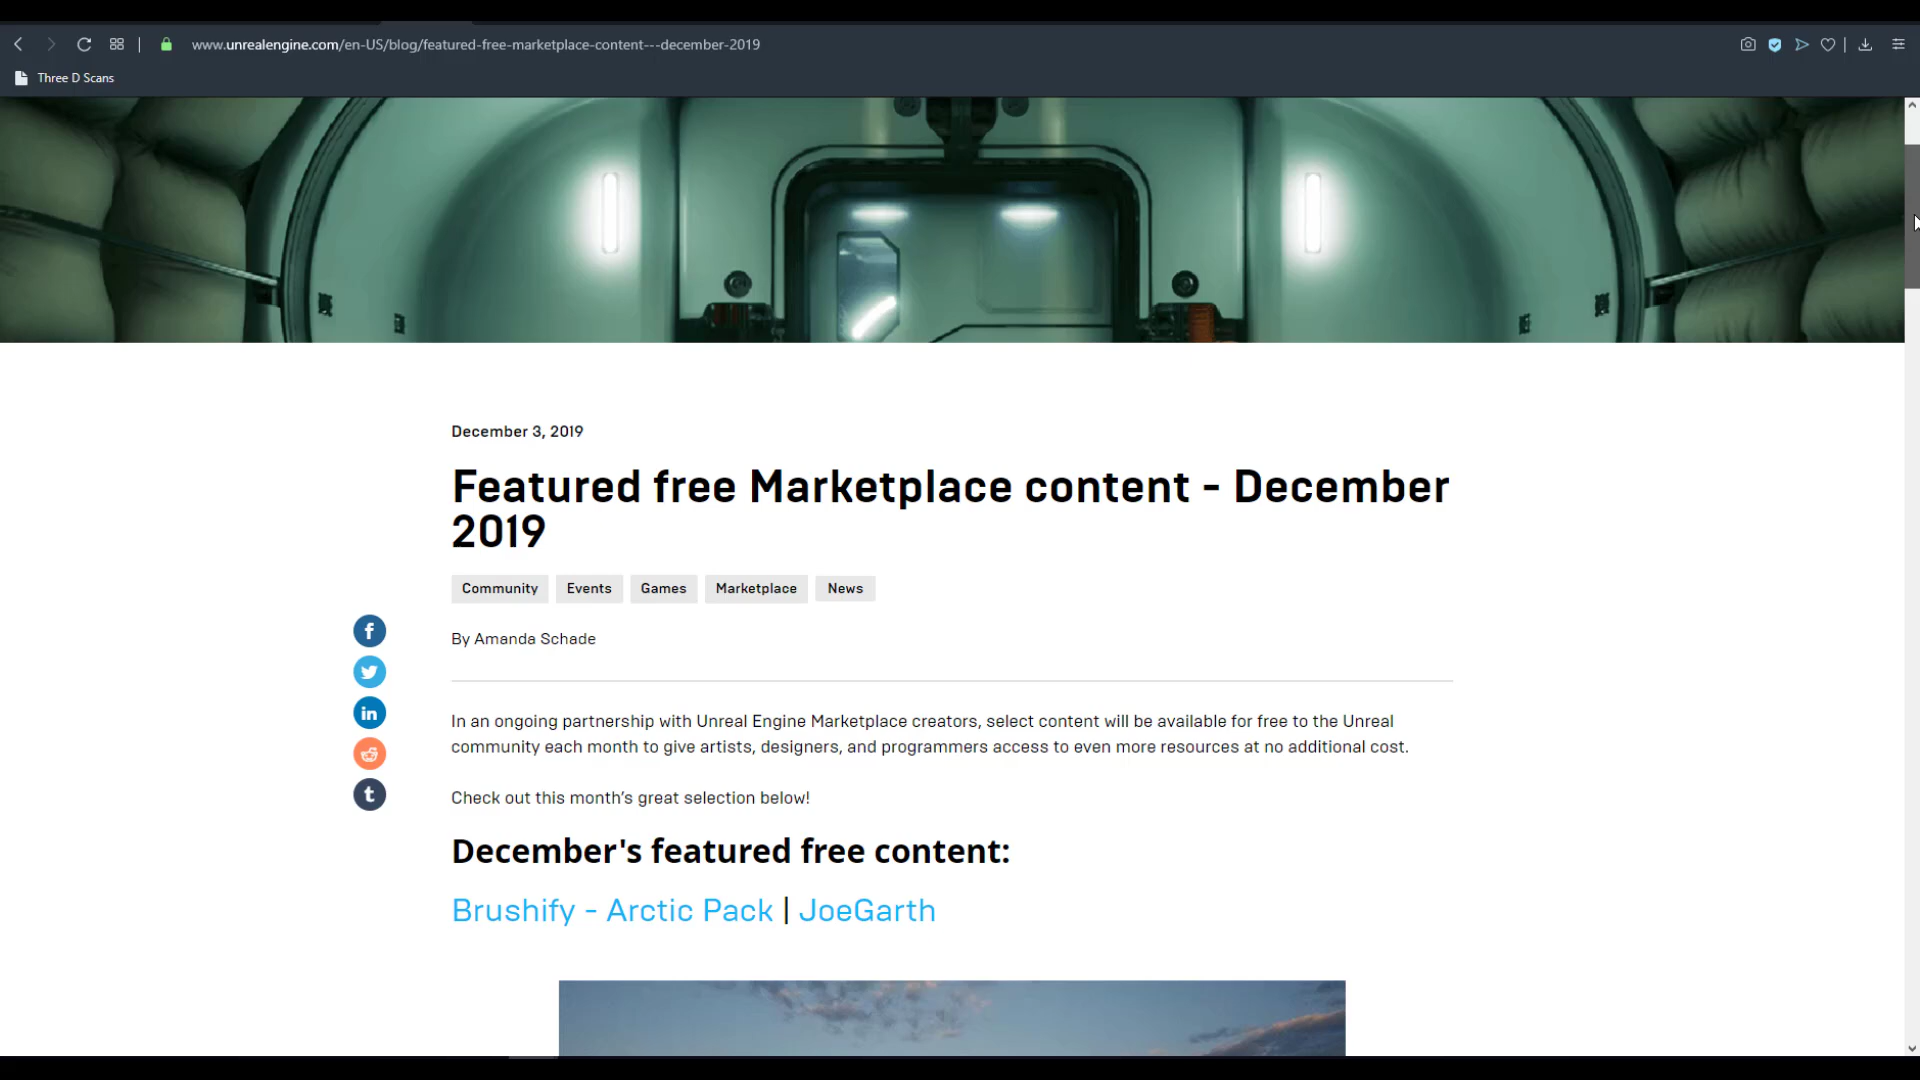 www.unrealengine.com/en-US/blog/featured-free-marketplace-content---december-2019
Three D Scans
December 3, 2019
Featured free Marketplace content - December
2019
Community Events Games Marketplace News
By Amanda Schade
In an ongoing partnership with Unreal Engine Marketplace creators, select content will be available for free to the Unreal
community each month to give artists, designers, and programmers access to even more resources at no additional cost.
Check out this month’s great selection below!
December's featured free content:
Brushify - Arctic Pack | JoeGarth